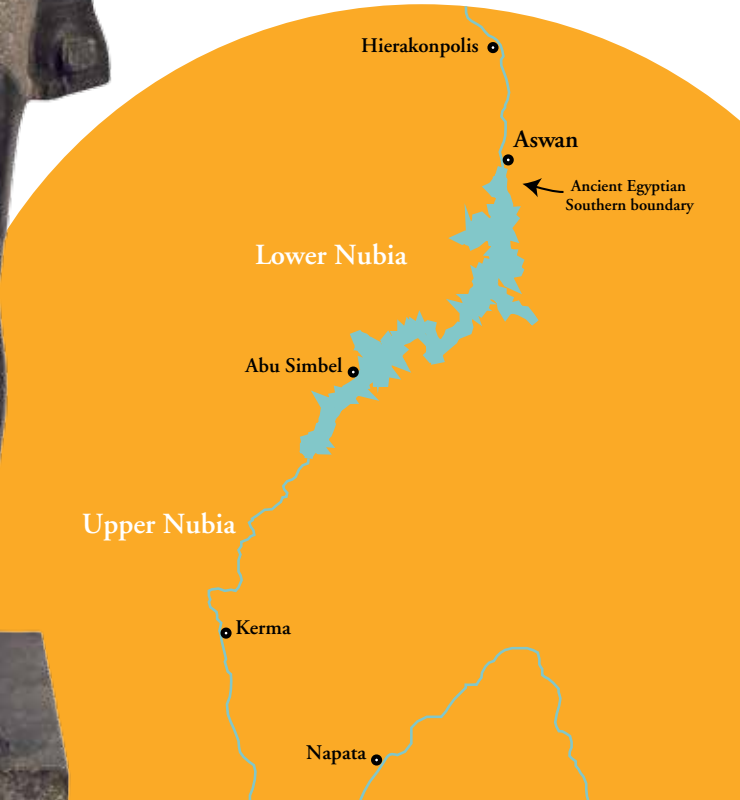 Hierakonpolis
Aswan
Ancient Egyptian
Southern boundary
Lower Nubia
Abu Simbel
Upper Nubia
Kerma
Napata